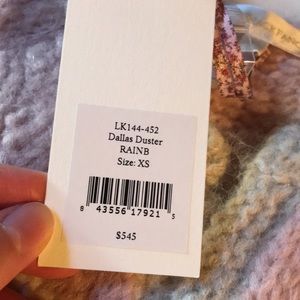 LK144-452
Dallas Duster
RAINB
Size: XS
8 43556 17921 5
$545